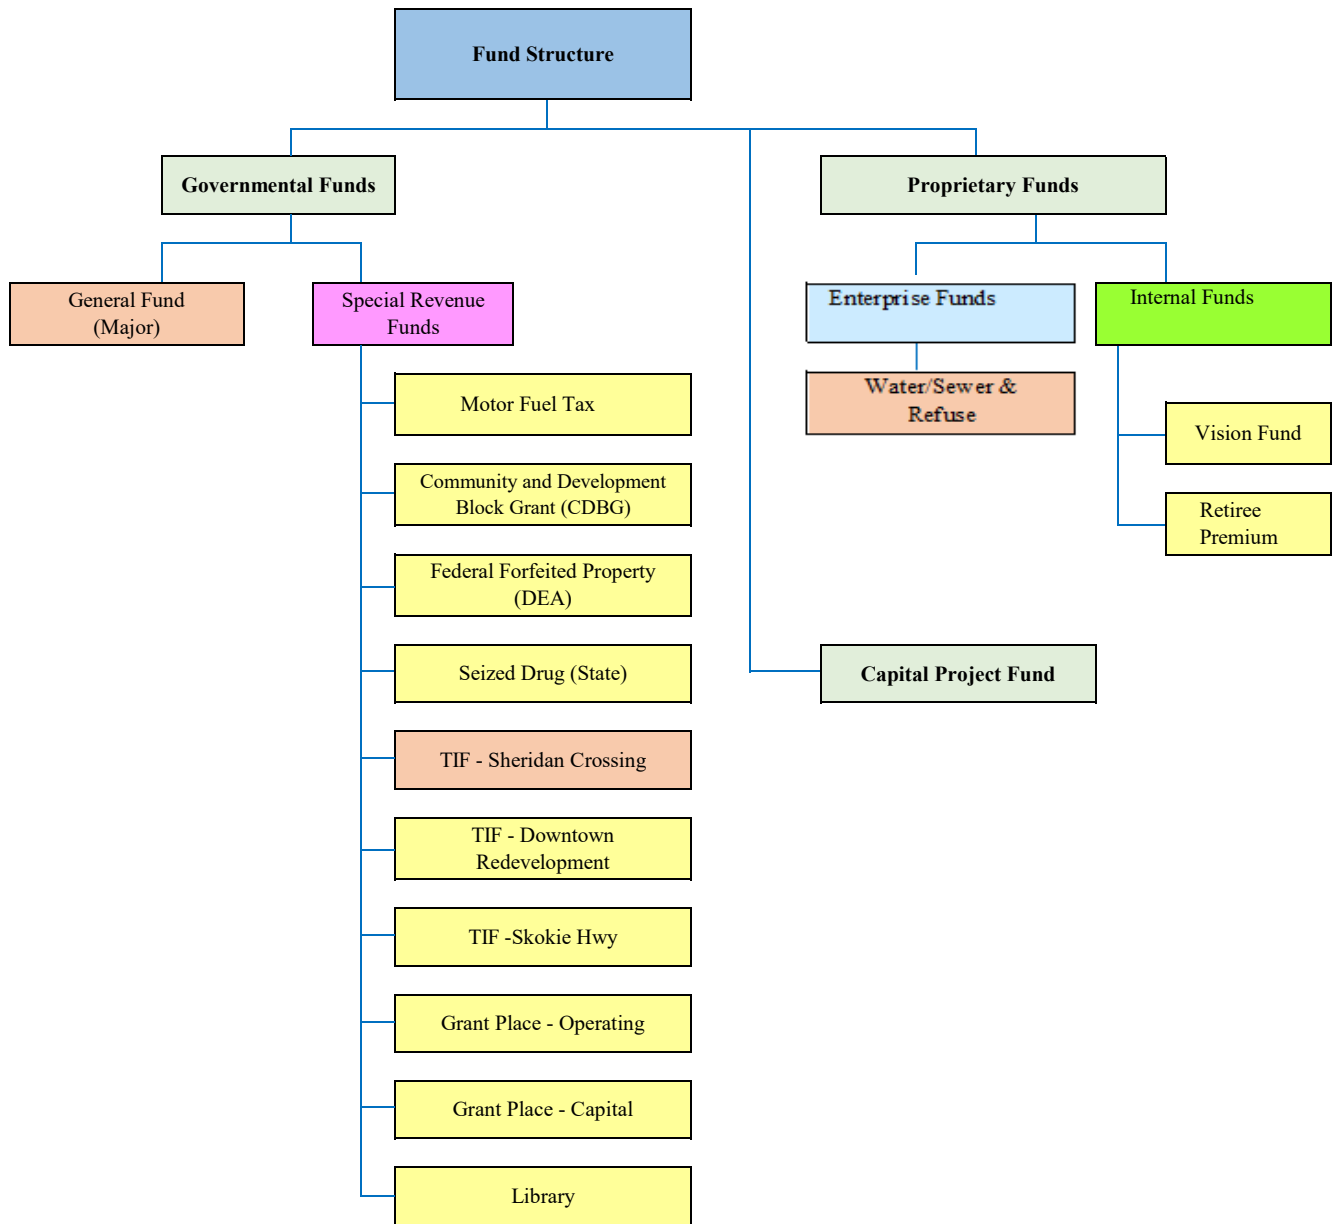 Fund Structure
Governmental Funds
Proprietary Funds
General Fund
(Major)
Special Revenue
Funds
Enterprise Funds
Internal Funds
Motor Fuel Tax
Water/Sewer &
Refuse
Vision Fund
Community and Development
Block Grant (CDBG)
Retiree
Premium
Federal Forfeited Property
(DEA)
Seized Drug (State)
Capital Project Fund
TIF - Sheridan Crossing
TIF - Downtown
Redevelopment
TIF -Skokie Hwy
Grant Place - Operating
Grant Place - Capital
Library